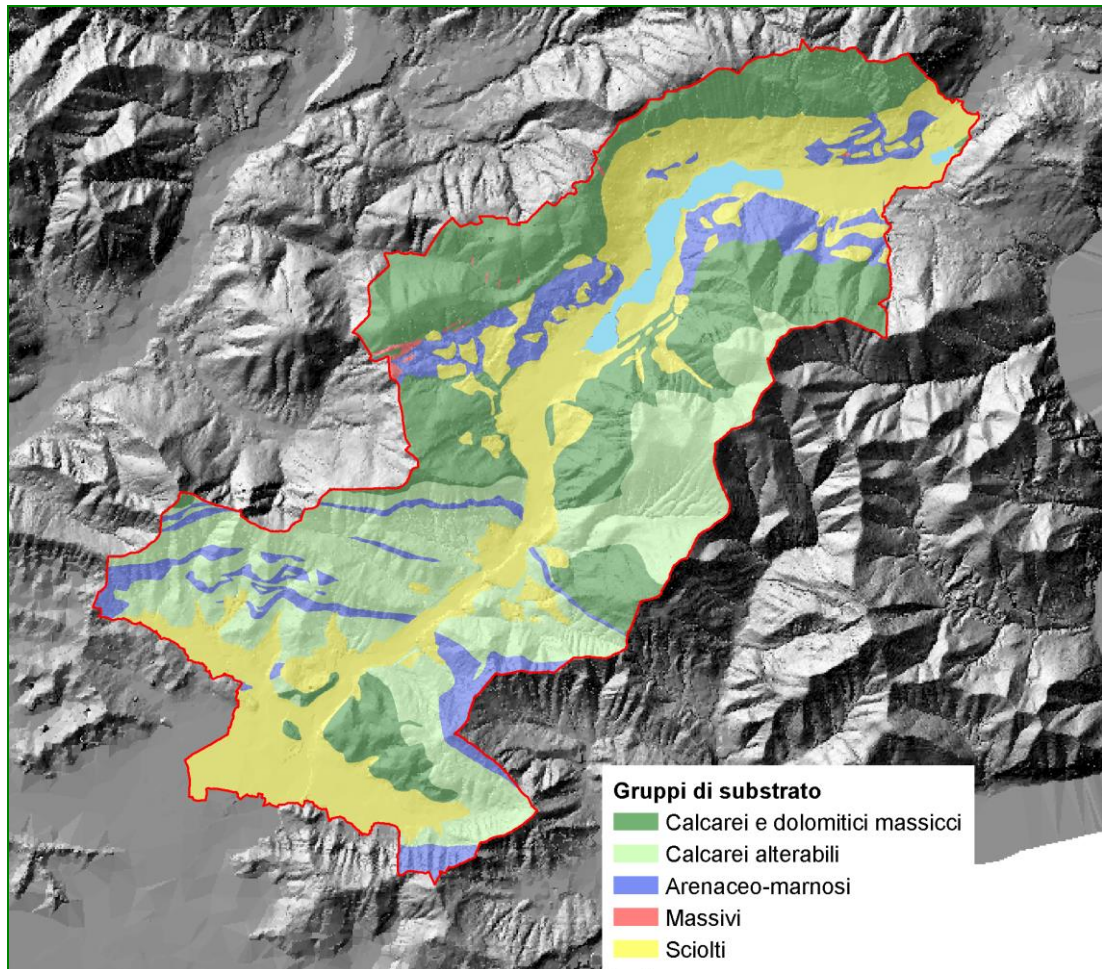 Gruppi di substrato
Calcarei e dolomitici massicci
Calcarei alterabili
Arenaceo-marnosi
Massivi
Sciolti